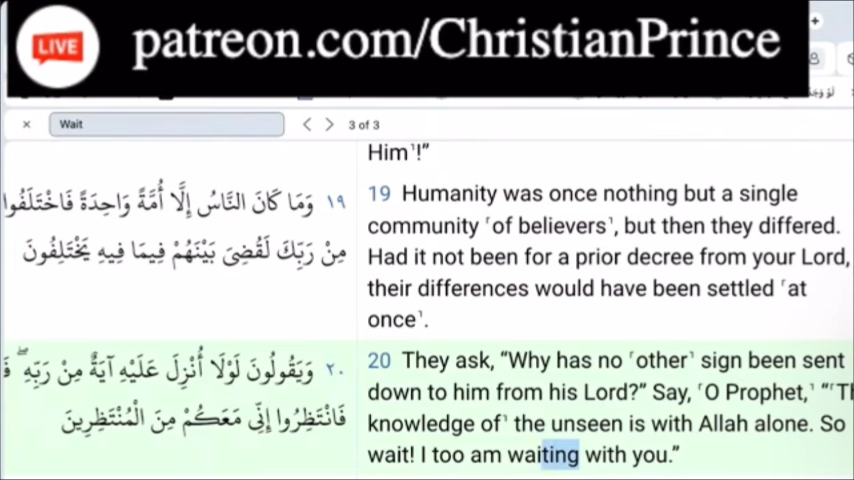 LIVE
patreon.com/ChristianPrince
Wait
3 of 3
Him⸣!”
١٩ وَمَا كَانَ النَّاسُ إِلَّا أُمَّةً وَاحِدَةً فَاخْتَلَفُوا
مِنْ رَبِّكَ لَقُضِيَ بَيْنَهُمْ فِيمَا فِيهِ يَخْتَلِفُونَ
19 Humanity was once nothing but a single
community ⸢of believers⸣, but then they differed.
Had it not been for a prior decree from your Lord,
their differences would have been settled ⸢at
once⸣.
٢٠ وَيَقُولُونَ لَوْلَا أُنْزِلَ عَلَيْهِ آيَةٌ مِنْ رَبِّهِ ۖ
فَانْتَظِرُوا إِنِّي مَعَكُمْ مِنَ الْمُنْتَظِرِينَ
20 They ask, “Why has no ⸢other⸣ sign been sent
down to him from his Lord?” Say, ⸢O Prophet,⸣ “⸢Th
knowledge of⸣ the unseen is with Allah alone. So
wait! I too am waiting with you.”